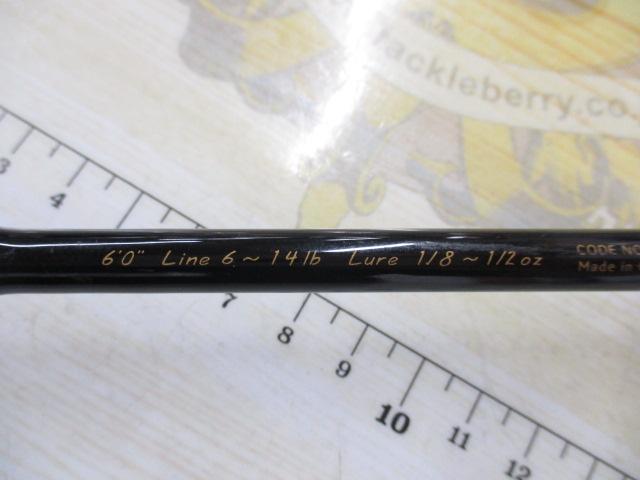 tackleberry.co
3
4
6'0" Line 6~14lb Lure 1/8~1/2oz
CODE NO
Made in
7
8
9
10
11
12